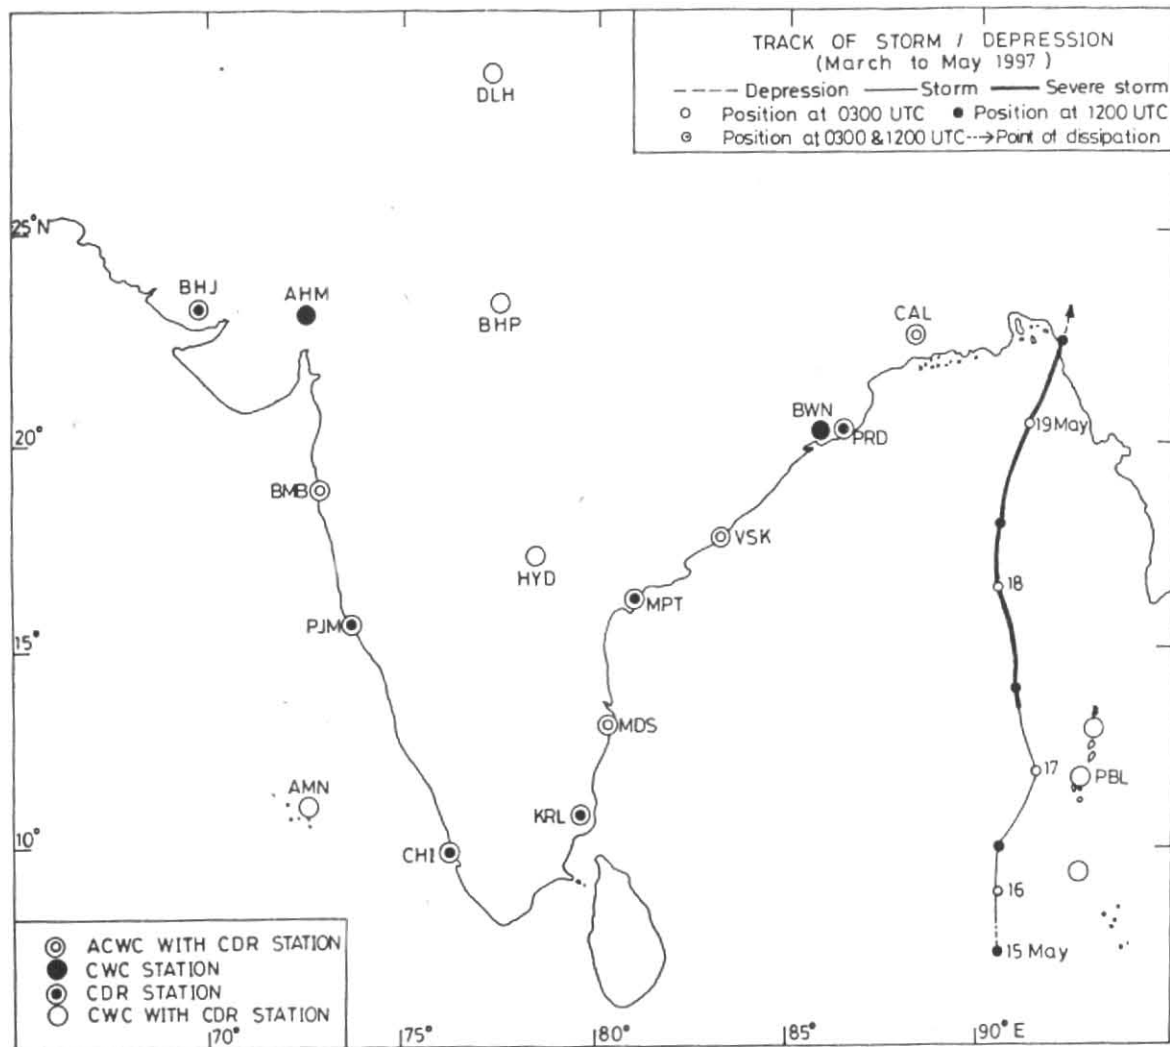 TRACK OF STORM / DEPRESSION
(March to May 1997)
Depression Storm Severe storm
Position at 0300 UTC Position at 1200 UTC
Position at 0300 & 1200 UTC Point of dissipation
DLH
25°N
BHJ
AHM
BHP
CAL
20°
BWN
PRD
19 May
BMB
VSK
HYD
18
MPT
15°
PJM
MDS
17
PBL
AMN
KRL
10°
CHI
16
15 May
ACWC WITH CDR STATION
CWC STATION
CDR STATION
CWC WITH CDR STATION
70° 75° 80° 85° 90° E